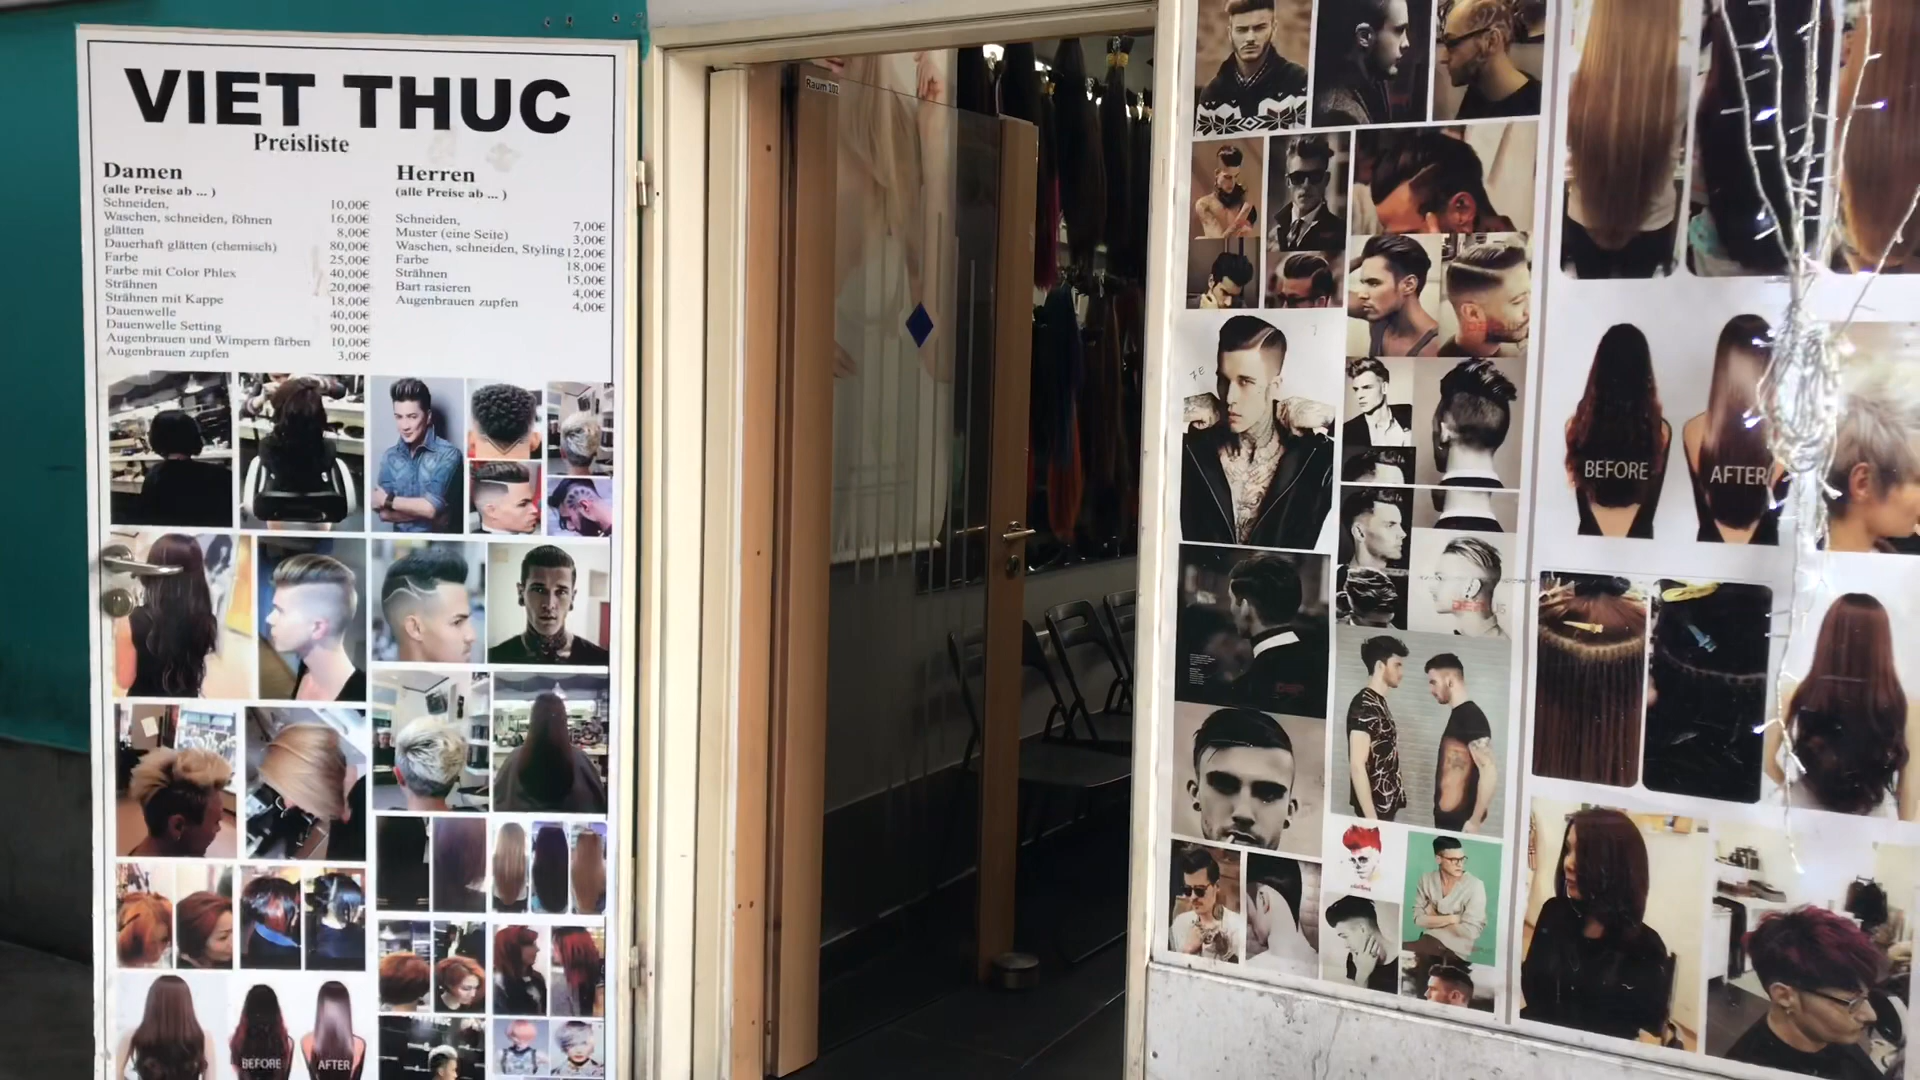 VIET THUC
Preisliste
Damen
(alle Preise ab ... )
Schneiden, 10,00€
Waschen, schneiden, föhnen 16,00€
glätten 8,00€
Dauerhaft glätten (chemisch) 80,00€
Farbe 25,00€
Farbe mit Color Phlex 40,00€
Strähnen 20,00€
Strähnen mit Kappe 18,00€
Dauenwelle 40,00€
Dauenwelle Setting 90,00€
Augenbrauen und Wimpern färben 10,00€
Augenbrauen zupfen 3,00€
Herren
(alle Preise ab ... )
Schneiden, 7,00€
Muster (eine Seite) 3,00€
Waschen, schneiden, Styling 12,00€
Farbe 18,00€
Strähnen 15,00€
Bart rasieren 4,00€
Augenbrauen zupfen 4,00€
Raum 101
7€
BEFORE
AFTER
BEFORE
AFTER